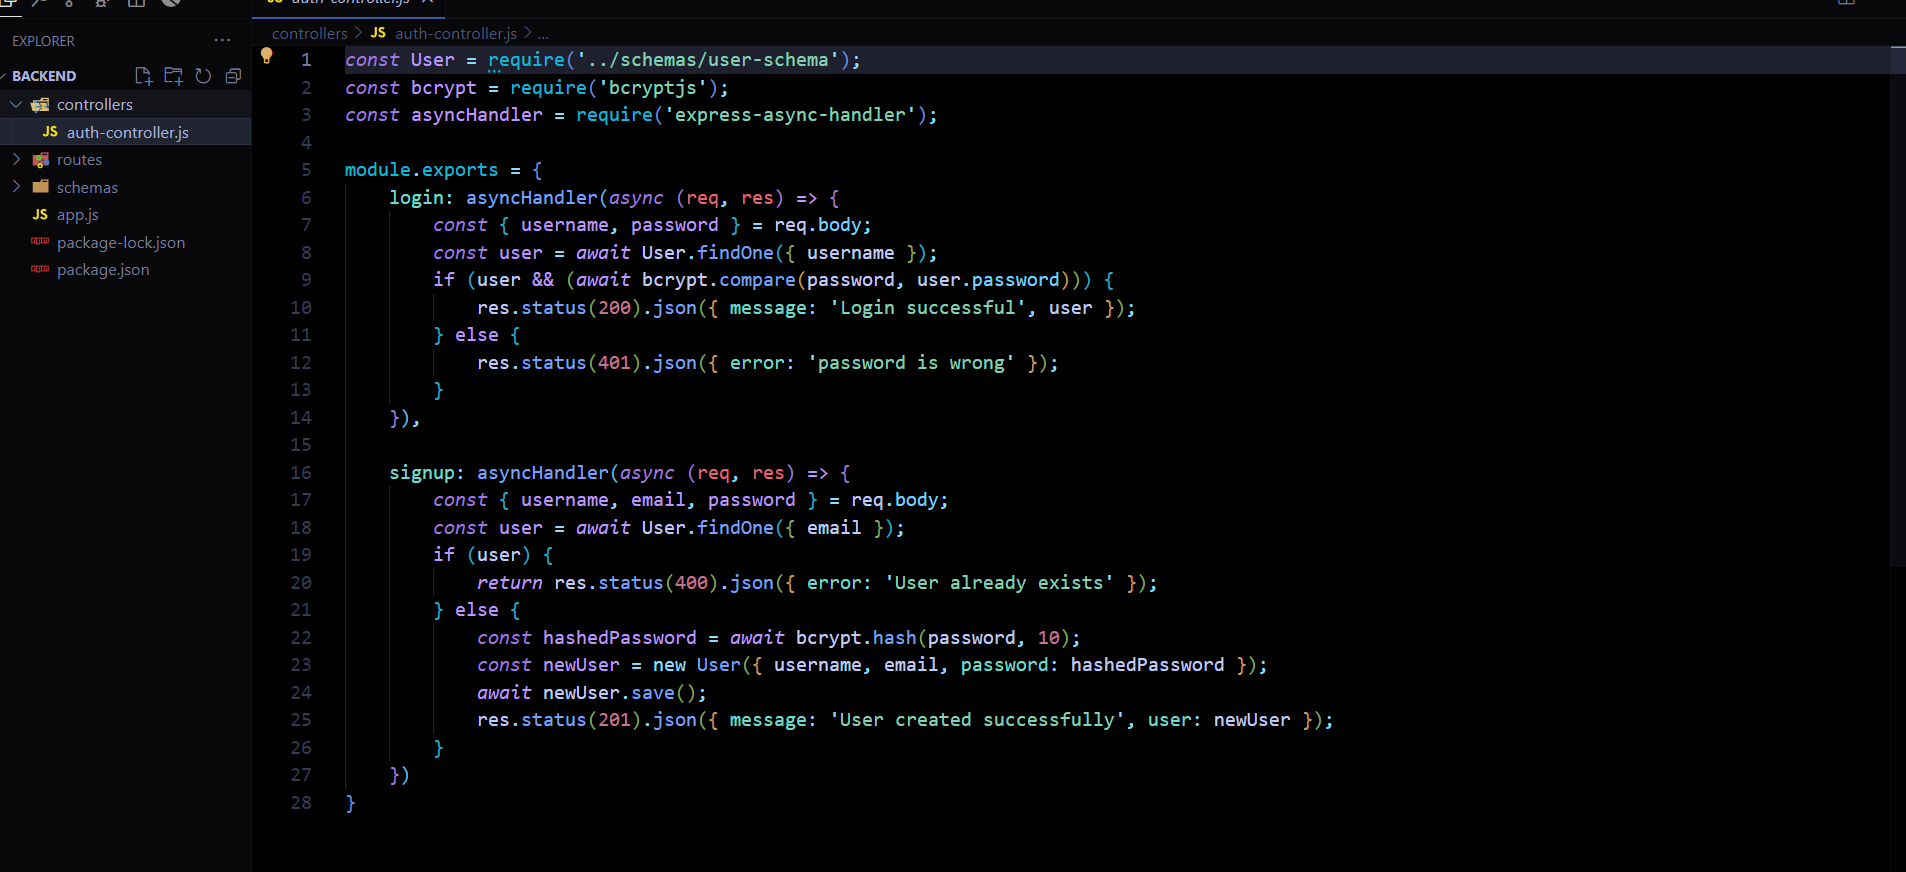 auth-controller.js
EXPLORER ...
controllers > JS auth-controller.js > ...
BACKEND
controllers
JS auth-controller.js
routes
schemas
JS app.js
package-lock.json
package.json
1 const User = require('../schemas/user-schema');
2 const bcrypt = require('bcryptjs');
3 const asyncHandler = require('express-async-handler');
4
5 module.exports = {
6     login: asyncHandler(async (req, res) => {
7         const { username, password } = req.body;
8         const user = await User.findOne({ username });
9         if (user && (await bcrypt.compare(password, user.password))) {
10             res.status(200).json({ message: 'Login successful', user });
11         } else {
12             res.status(401).json({ error: 'password is wrong' });
13         }
14     }),
15
16     signup: asyncHandler(async (req, res) => {
17         const { username, email, password } = req.body;
18         const user = await User.findOne({ email });
19         if (user) {
20             return res.status(400).json({ error: 'User already exists' });
21         } else {
22             const hashedPassword = await bcrypt.hash(password, 10);
23             const newUser = new User({ username, email, password: hashedPassword });
24             await newUser.save();
25             res.status(201).json({ message: 'User created successfully', user: newUser });
26         }
27     })
28 }